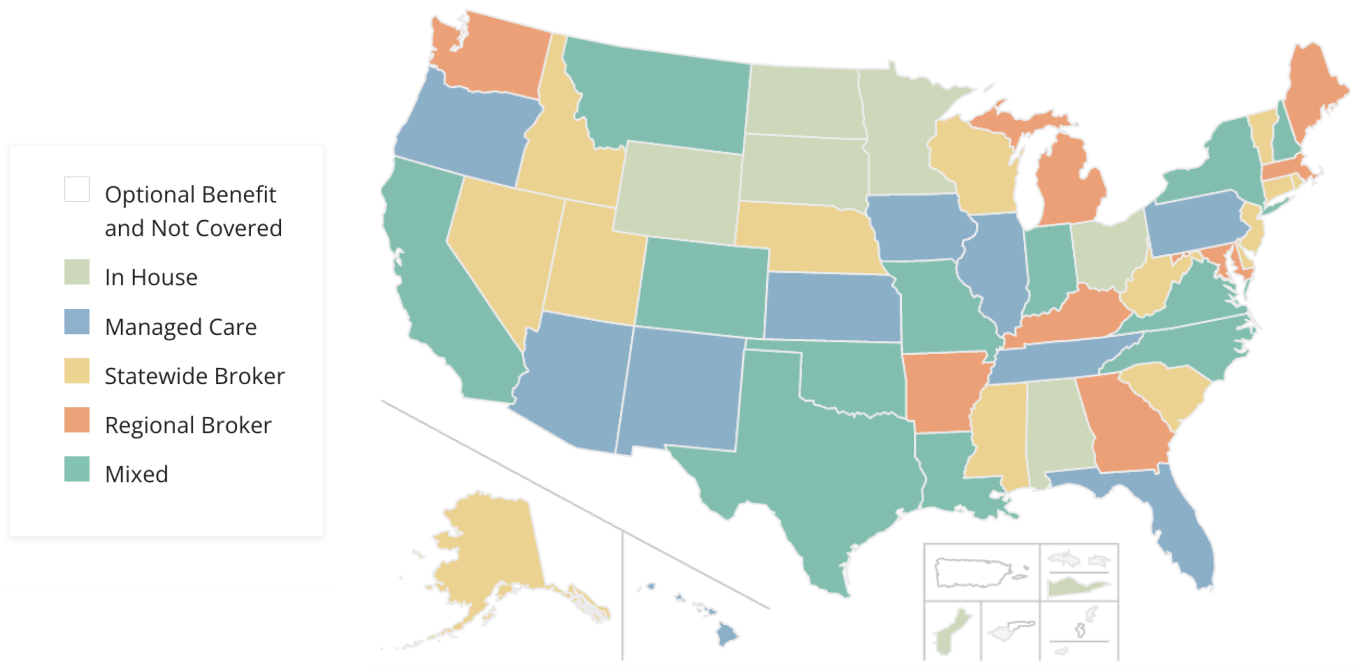 Optional Benefit
and Not Covered
In House
Managed Care
Statewide Broker
Regional Broker
Mixed